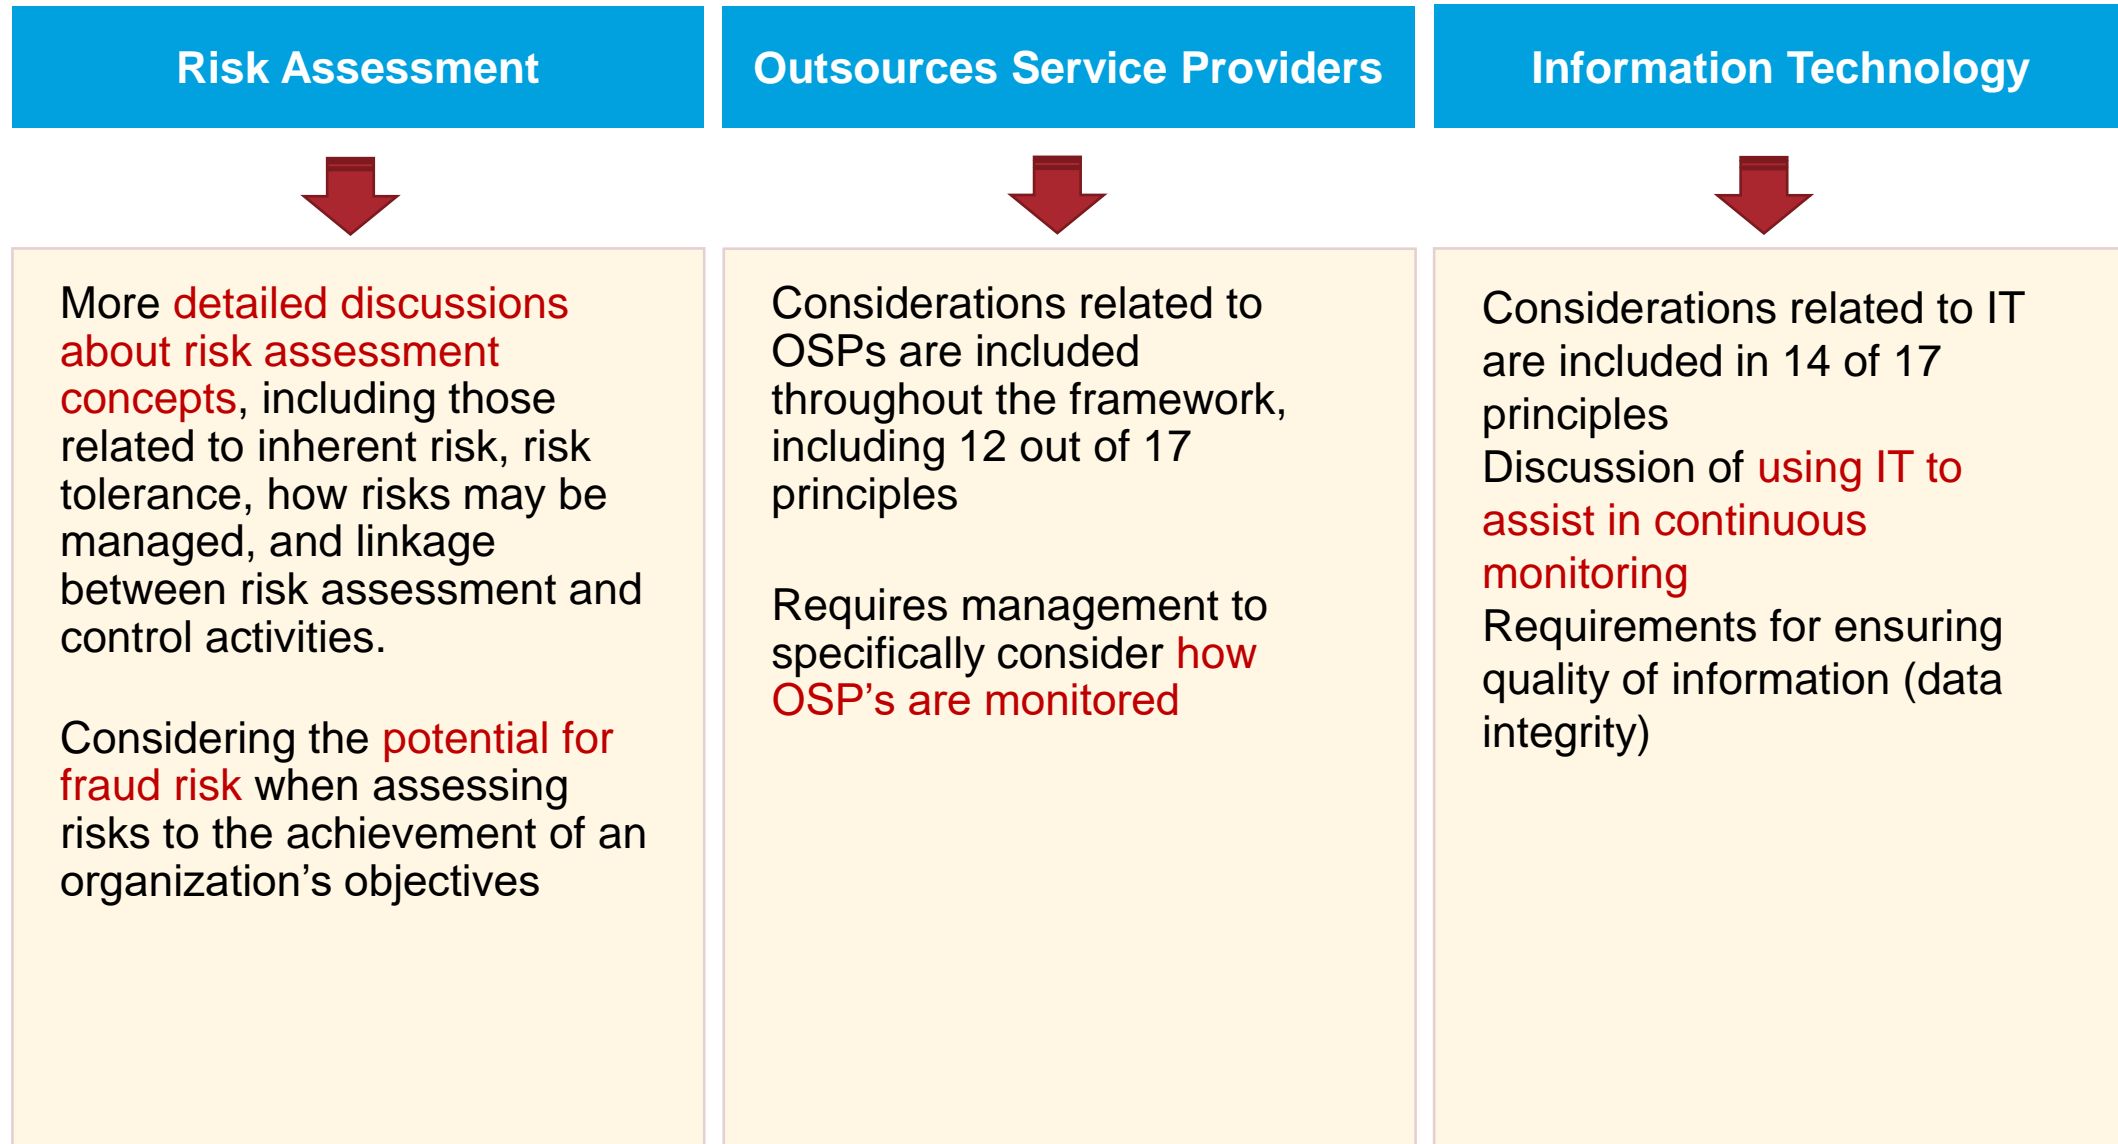 Risk Assessment
More detailed discussions
about risk assessment
concepts, including those
related to inherent risk, risk
tolerance, how risks may be
managed, and linkage
between risk assessment and
control activities.
Considering the potential for
fraud risk when assessing
risks to the achievement of an
organization’s objectives
Outsources Service Providers
Considerations related to
OSPs are included
throughout the framework,
including 12 out of 17
principles
Requires management to
specifically consider how
OSP’s are monitored
Information Technology
Considerations related to IT
are included in 14 of 17
principles
Discussion of using IT to
assist in continuous
monitoring
Requirements for ensuring
quality of information (data
integrity)